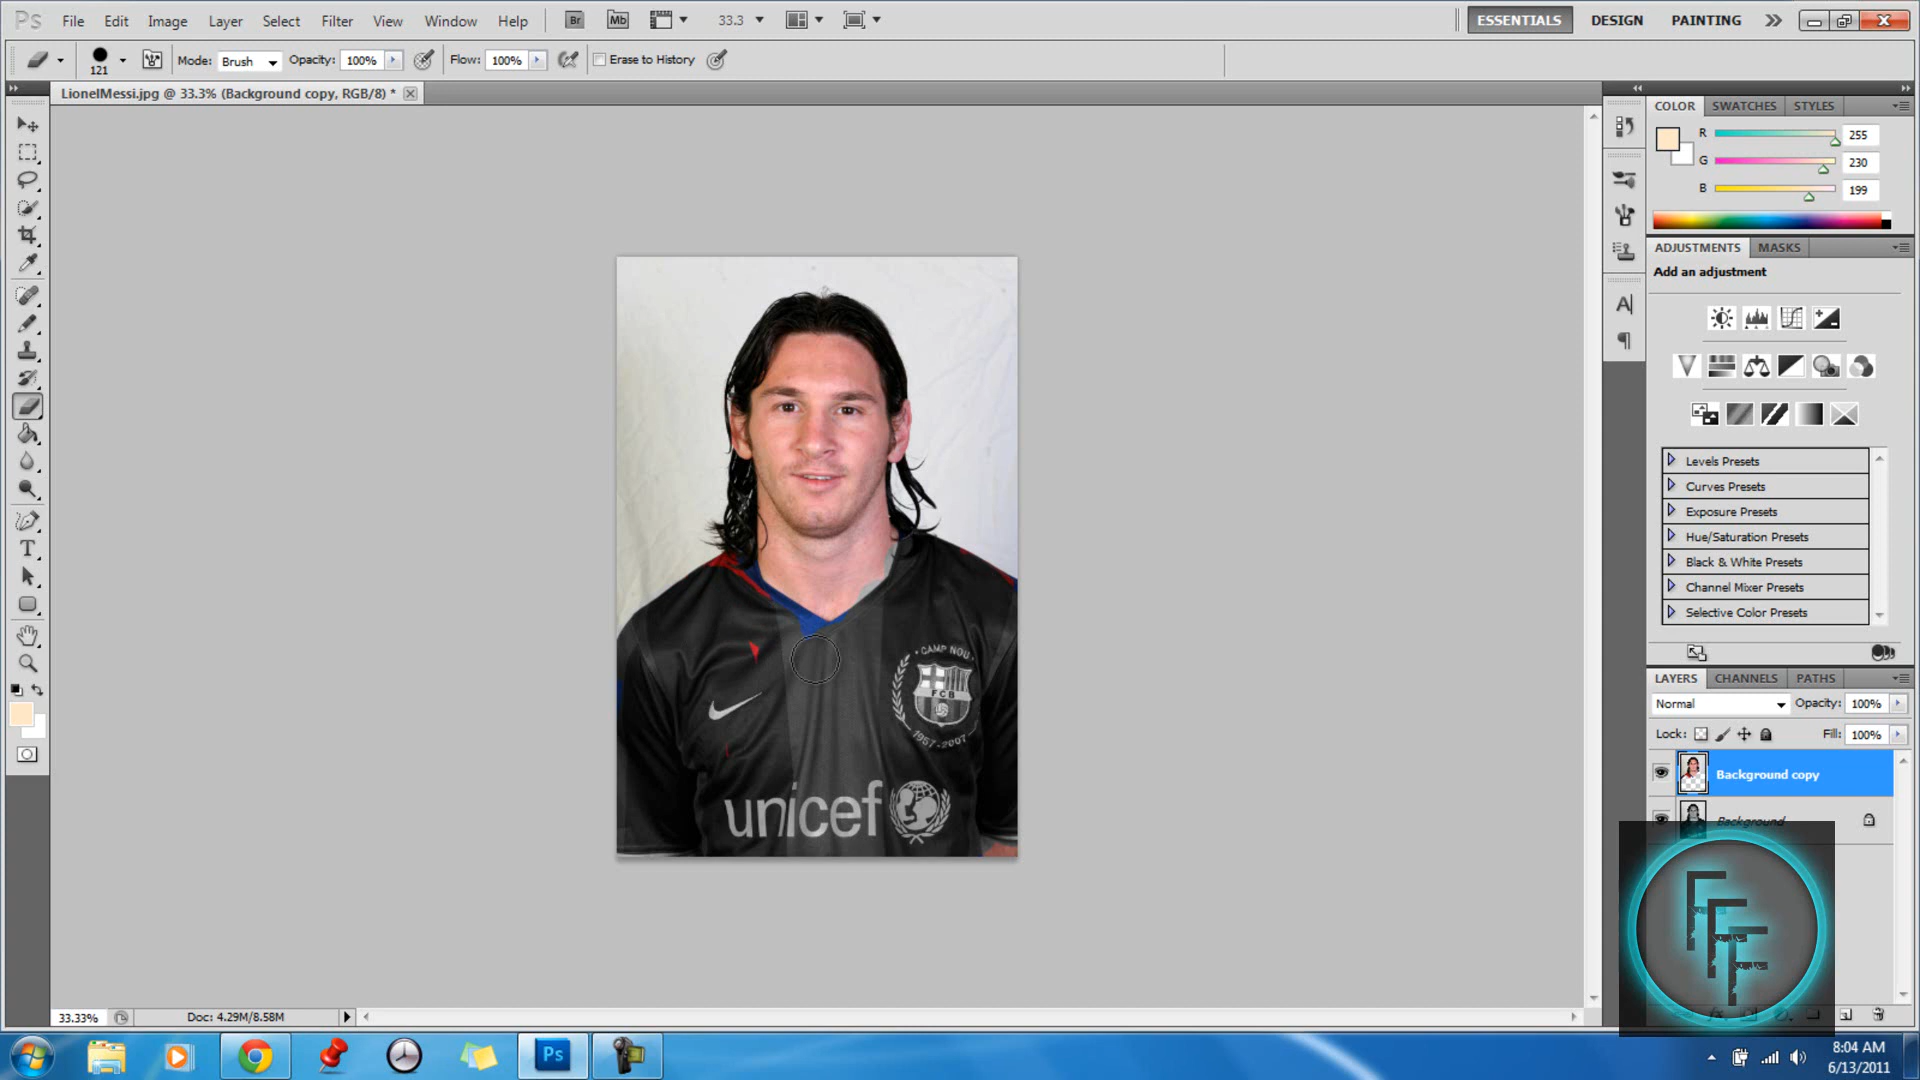 Ps File Edit Image Layer Select Filter View Window Help Br Mb 33.3 ESSENTIALS DESIGN PAINTING
121 Mode: Brush Opacity: 100% Flow: 100% Erase to History
LionelMessi.jpg @ 33.3% (Background copy, RGB/8) *
COLOR SWATCHES STYLES
R 255
G 230
B 199
ADJUSTMENTS MASKS
Add an adjustment
Levels Presets
Curves Presets
Exposure Presets
Hue/Saturation Presets
Black & White Presets
Channel Mixer Presets
Selective Color Presets
LAYERS CHANNELS PATHS
Normal Opacity: 100%
Lock: Fill: 100%
Background copy
Background
CAMP NOU
FCB
1957-2007
unicef
FFF
33.33% Doc: 4.29M/8.58M
Ps
8:04 AM
6/13/2011